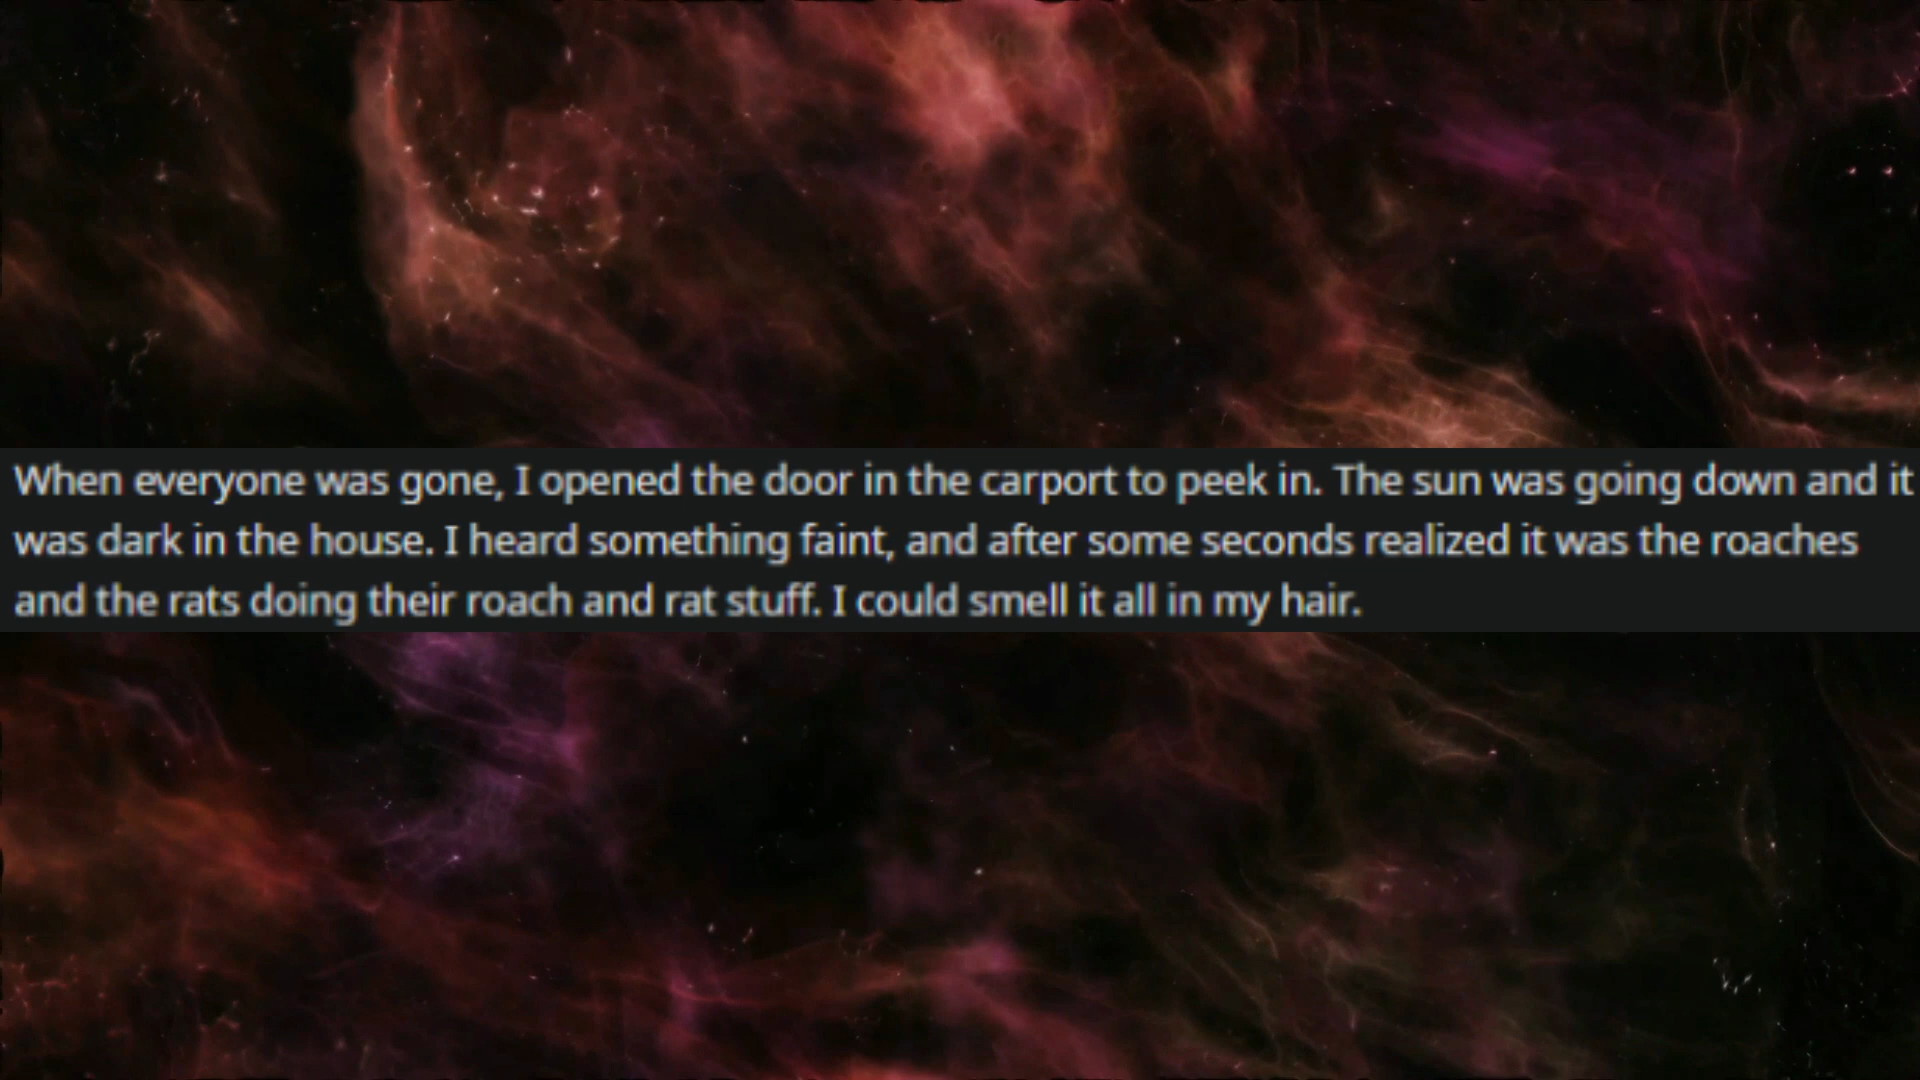 When everyone was gone, I opened the door in the carport to peek in. The sun was going down and it
was dark in the house. I heard something faint, and after some seconds realized it was the roaches
and the rats doing their roach and rat stuff. I could smell it all in my hair.